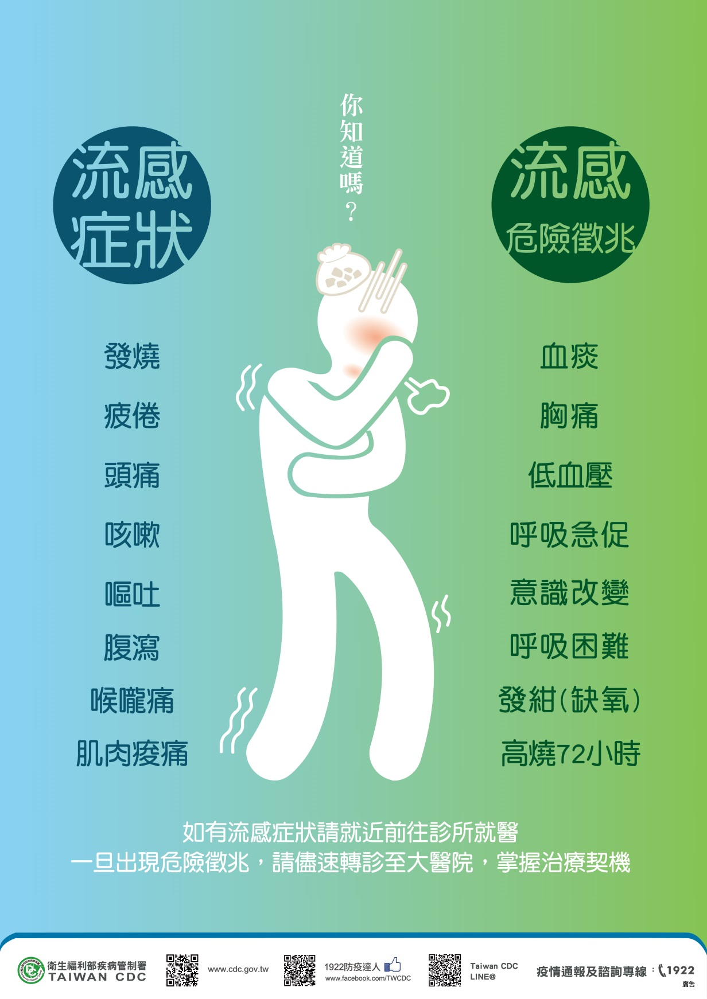 你知道嗎？
流感
症狀
發燒
疲倦
頭痛
咳嗽
嘔吐
腹瀉
喉嚨痛
肌肉痠痛
流感
危險徵兆
血痰
胸痛
低血壓
呼吸急促
意識改變
呼吸困難
發紺(缺氧)
高燒72小時
如有流感症狀請就近前往診所就醫
一旦出現危險徵兆，請儘速轉診至大醫院，掌握治療契機
衛生福利部疾病管制署
TAIWAN CDC
www.cdc.gov.tw
1922防疫達人
www.facebook.com/TWCDC
Taiwan CDC
LINE@
疫情通報及諮詢專線：1922
廣告